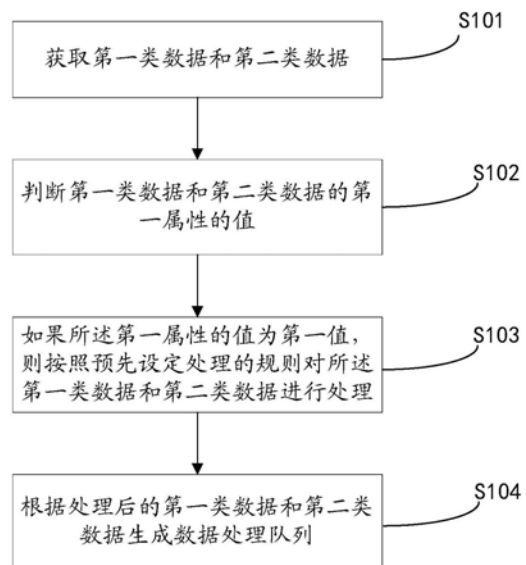 S101
获取第一类数据和第二类数据
S102
判断第一类数据和第二类数据的第
一属性的值
如果所述第一属性的值为第一值，
S103
则按照预先设定处理的规则对所述
第一类数据和第二类数据进行处理
S104
根据处理后的第一类数据和第二类
数据生成数据处理队列